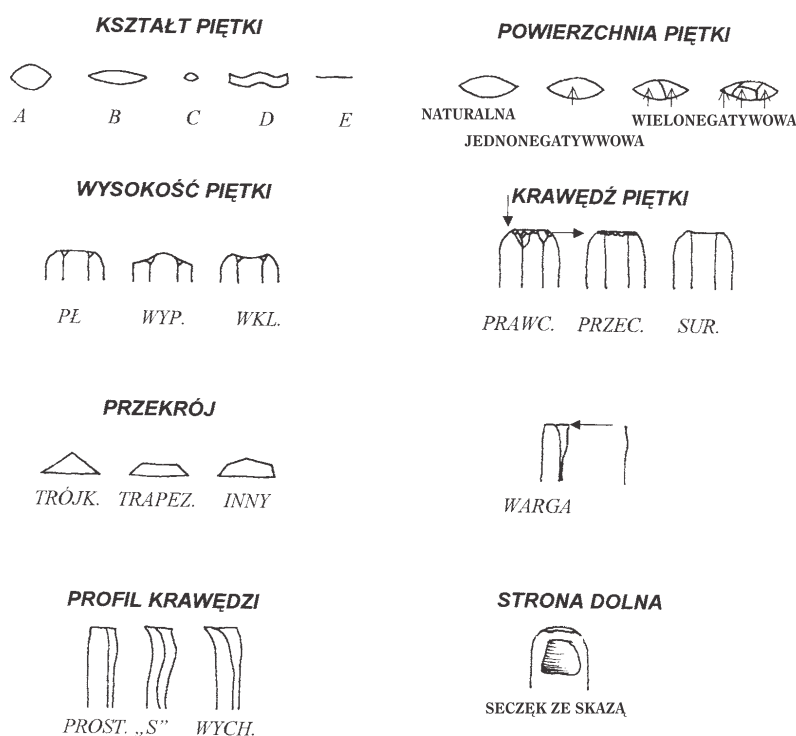 KSZTAŁT PIĘTKI
A B C D E
POWIERZCHNIA PIĘTKI
NATURALNA
WIELONEGATYWOWA
JEDNONEGATYWWOWA
WYSOKOŚĆ PIĘTKI
PŁ WYP. WKL.
KRAWĘDŹ PIĘTKI
PRAWC. PRZEC. SUR.
PRZEKRÓJ
TRÓJK. TRAPEZ. INNY
WARGA
PROFIL KRAWĘDZI
PROST. „S” WYCH.
STRONA DOLNA
SECZĘK ZE SKAZĄ